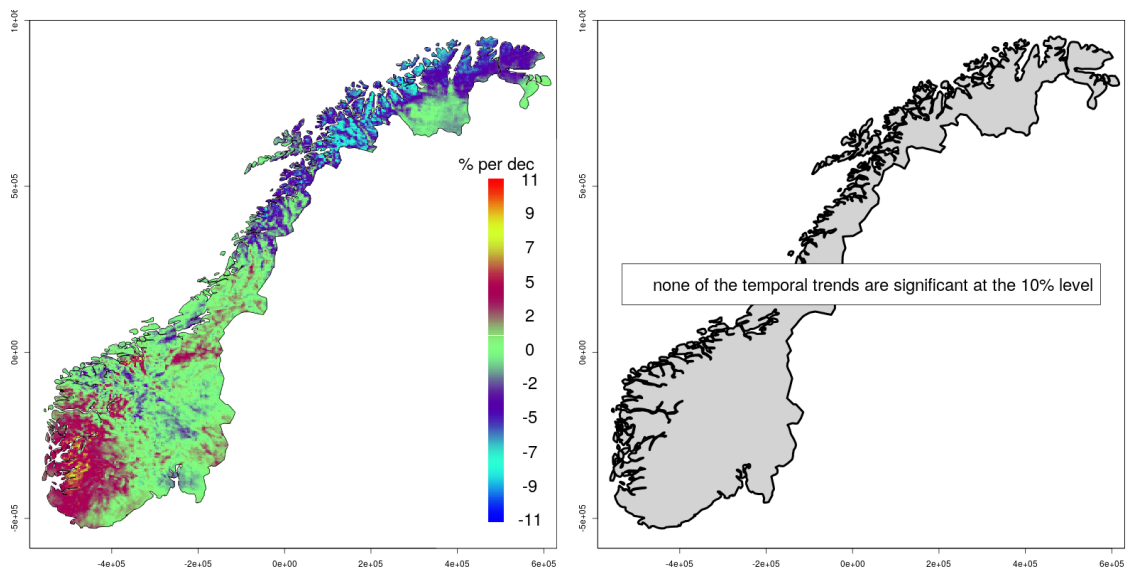 1e+06
5e+05
0e+00
-5e+05
-4e+05 -2e+05 0e+00 2e+05 4e+05 6e+05
% per dec
11
9
7
5
2
0
-2
-5
-7
-9
-11
5e+05
0e+00
-5e+05
-4e+05 -2e+05 0e+00 2e+05 4e+05 6e+05
none of the temporal trends are significant at the 10% level